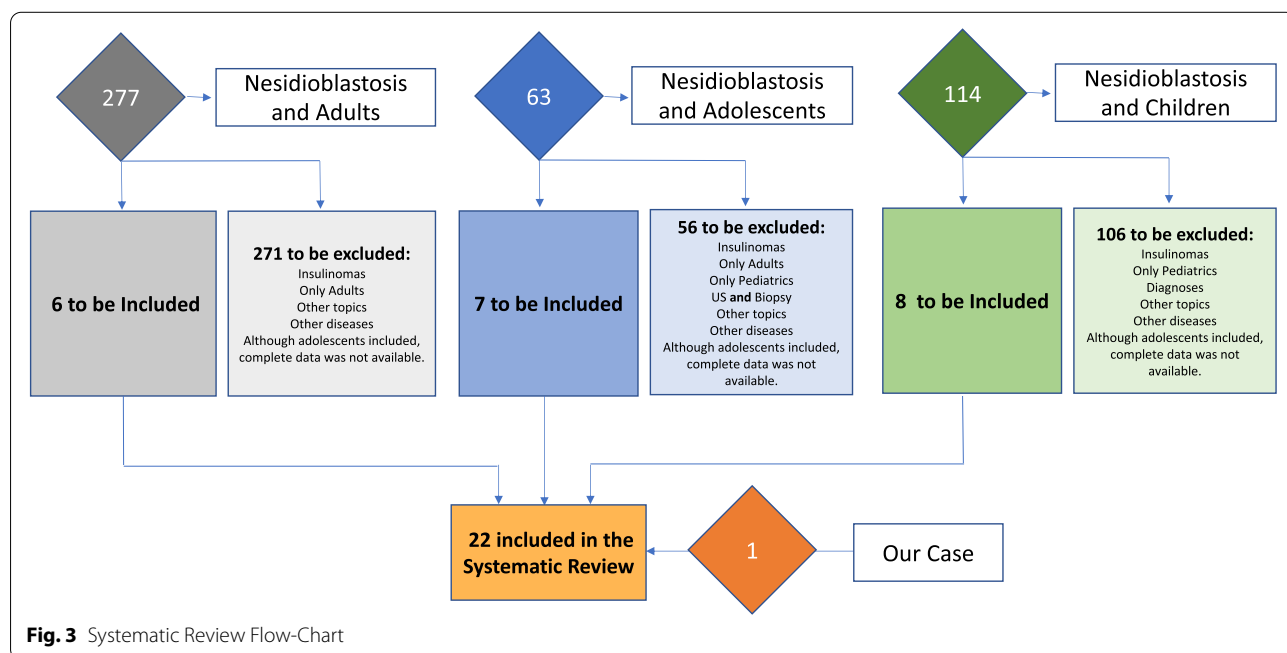 277
Nesidioblastosis
and Adults
63
Nesidioblastosis
and Adolescents
114
Nesidioblastosis
and Children
6 to be Included
271 to be excluded:
Insulinomas
Only Adults
Other topics
Other diseases
Although adolescents included,
complete data was not available.
7 to be Included
56 to be excluded:
Insulinomas
Only Adults
Only Pediatrics
US and Biopsy
Other topics
Other diseases
Although adolescents included,
complete data was not
available.
8 to be Included
106 to be excluded:
Insulinomas
Only Pediatrics
Diagnoses
Other topics
Other diseases
Although adolescents included,
complete data was not
available.
22 included in the
Systematic Review
1
Our Case
Fig. 3 Systematic Review Flow-Chart